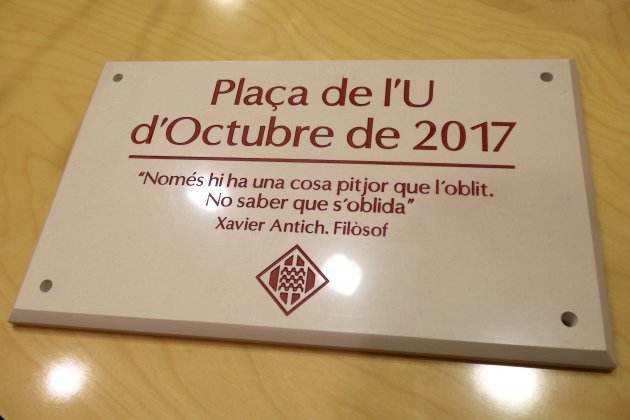 Plaça de l'U
d'Octubre de 2017
"Només hi ha una cosa pitjor que l'oblit.
No saber que s'oblida"
Xavier Antich. Filòsof